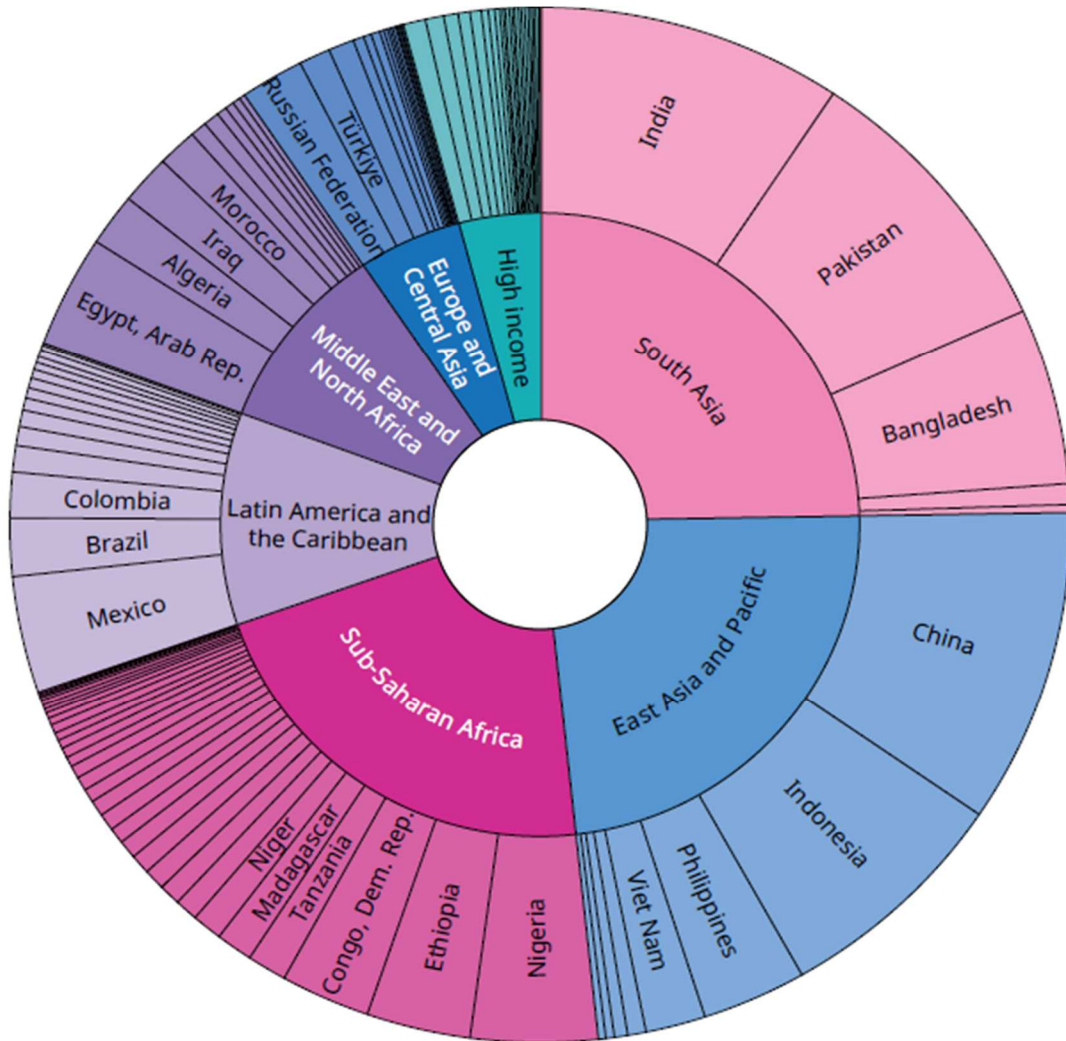 India
Pakistan
Bangladesh
South Asia
China
Indonesia
Philippines
Viet Nam
East Asia and Pacific
Nigeria
Ethiopia
Congo, Dem. Rep.
Tanzania
Madagascar
Niger
Sub-Saharan Africa
Mexico
Brazil
Colombia
Latin America and
the Caribbean
Egypt, Arab Rep.
Algeria
Iraq
Morocco
Middle East and
North Africa
Russian Federation
Türkiye
Europe and
Central Asia
High income